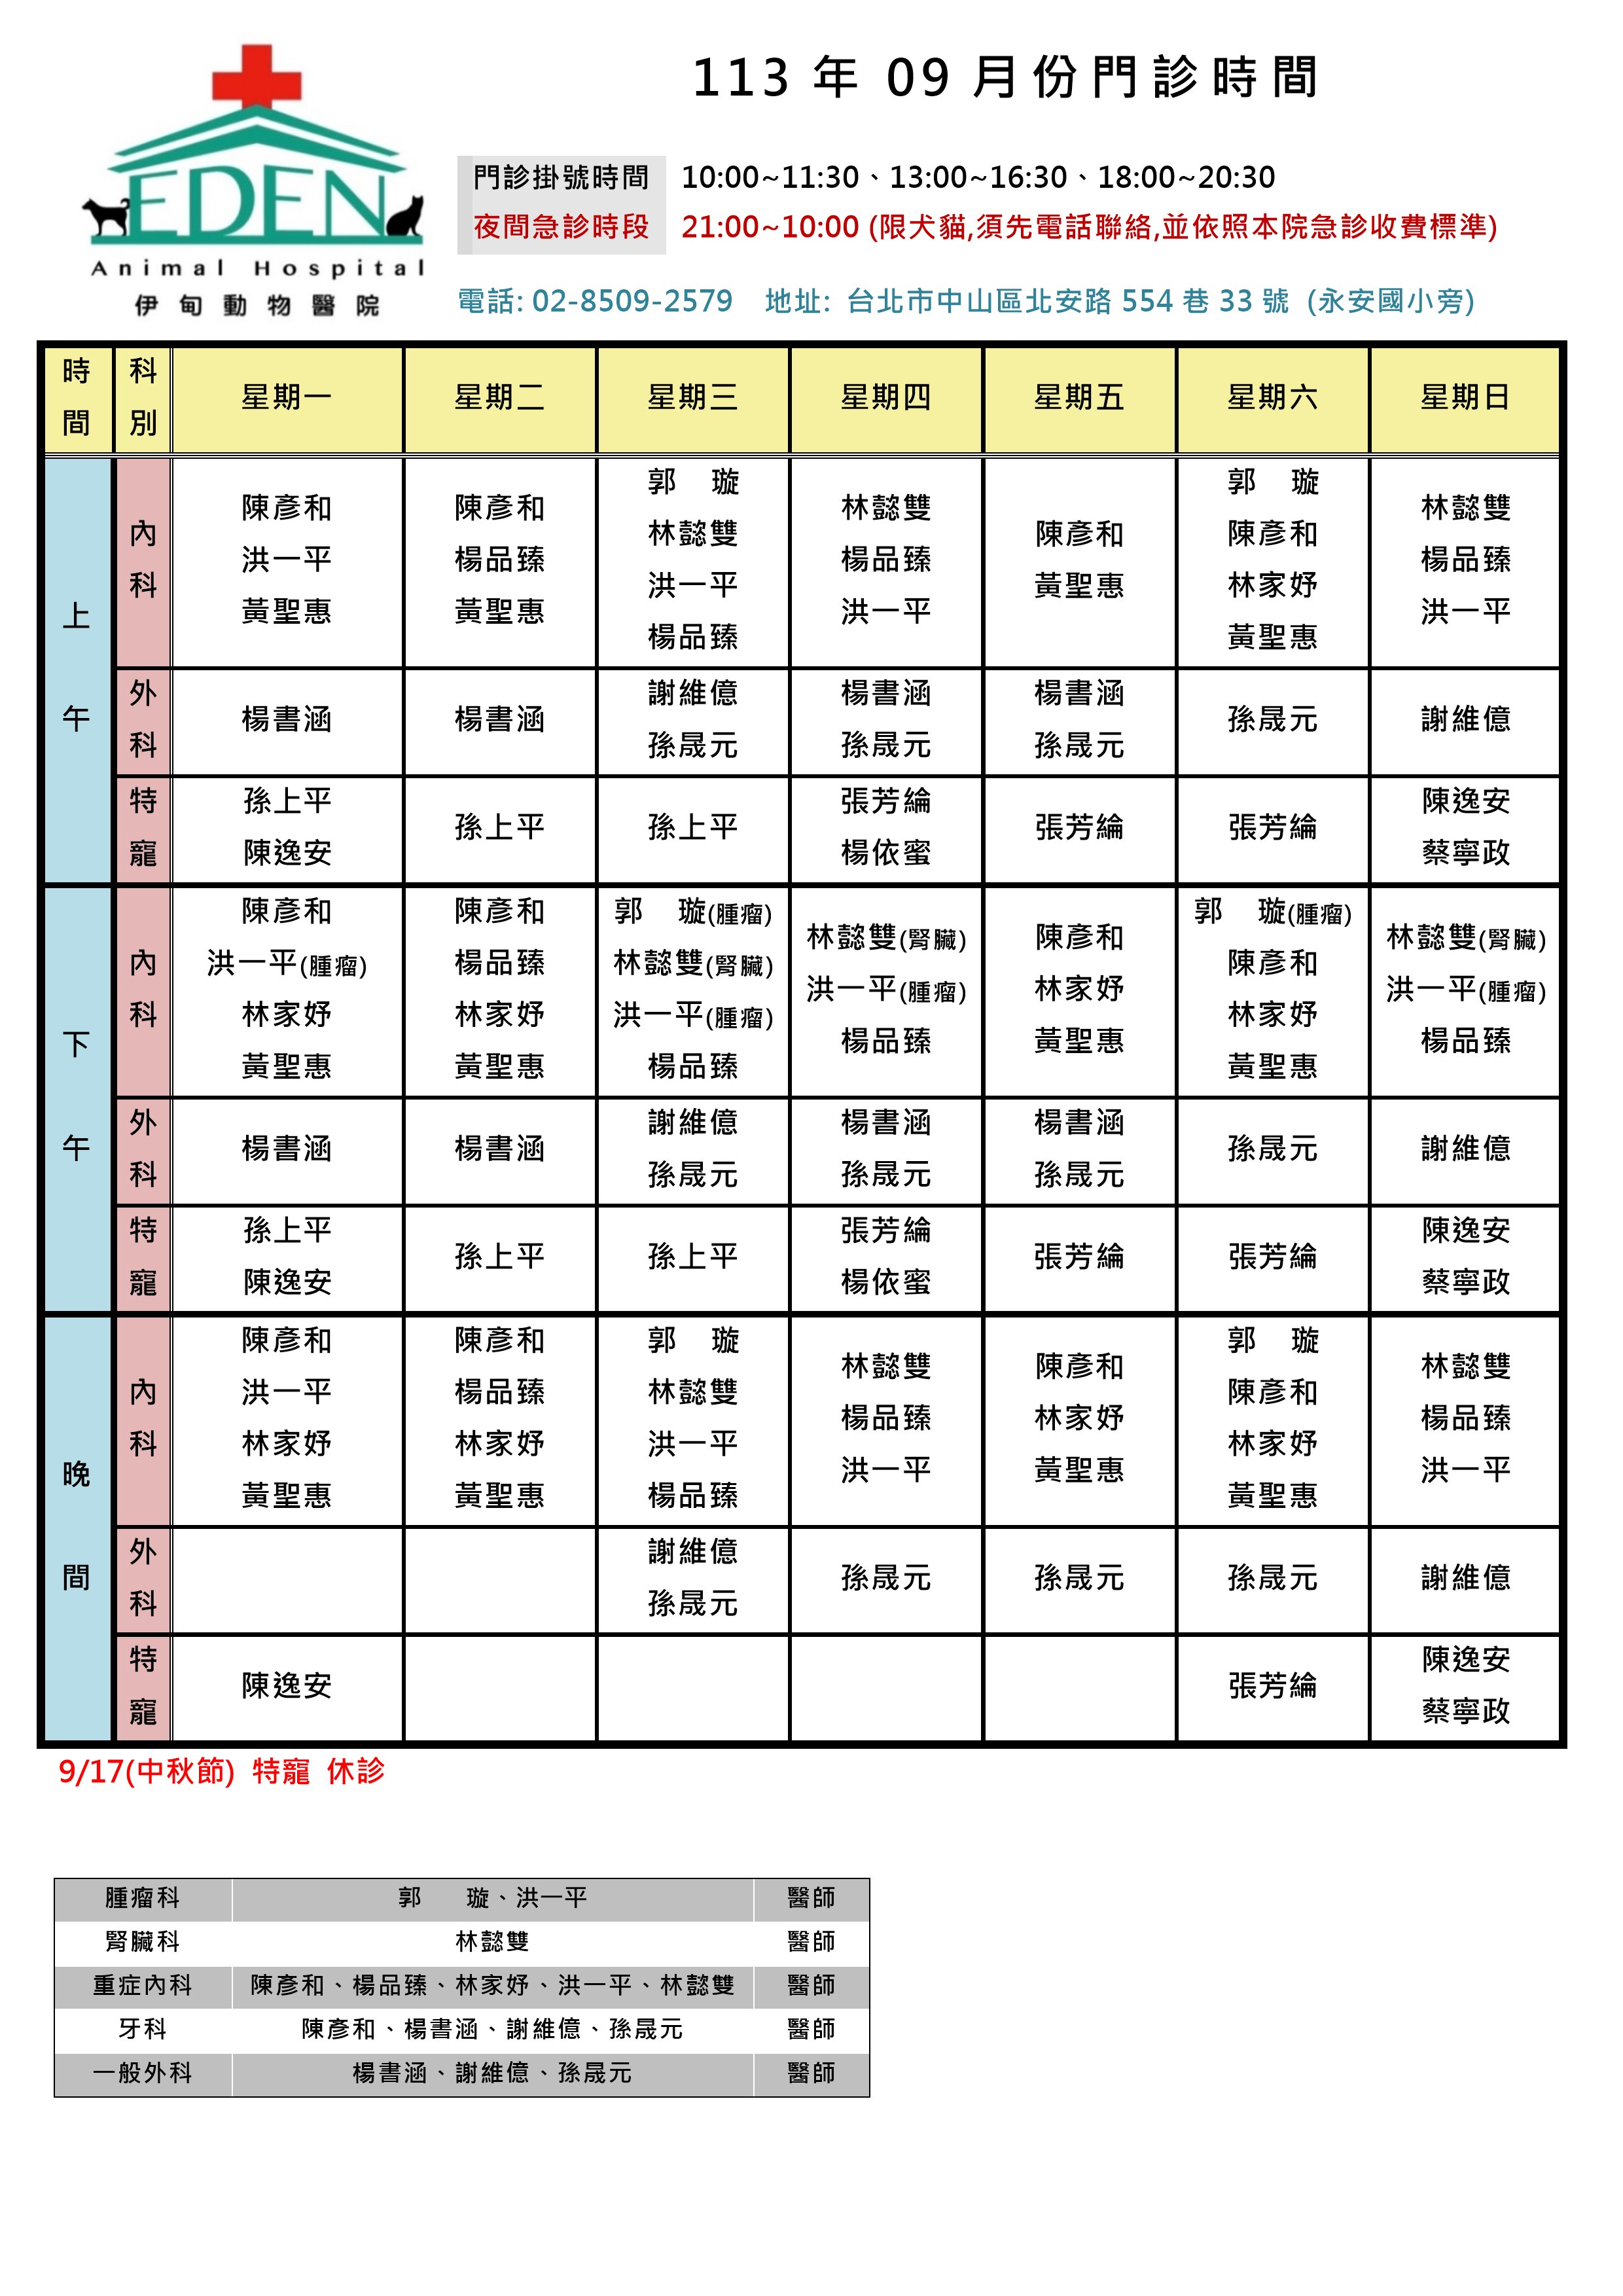 113 年 09 月份門診時間
EDEN
Animal Hospital
伊甸動物醫院
門診掛號時間 10:00~11:30、13:00~16:30、18:00~20:30
夜間急診時段 21:00~10:00 (限犬貓,須先電話聯絡,並依照本院急診收費標準)
電話: 02-8509-2579 地址: 台北市中山區北安路 554 巷 33 號 (永安國小旁)
時間 科別 星期一 星期二 星期三 星期四 星期五 星期六 星期日
上午
內科
陳彥和
洪一平
黃聖惠
陳彥和
楊品臻
黃聖惠
郭 璇
林懿雙
洪一平
楊品臻
林懿雙
楊品臻
洪一平
陳彥和
黃聖惠
郭 璇
陳彥和
林家妤
黃聖惠
林懿雙
楊品臻
洪一平
外科
楊書涵
楊書涵
謝維億
孫晟元
楊書涵
孫晟元
楊書涵
孫晟元
孫晟元
謝維億
特寵
孫上平
陳逸安
孫上平
孫上平
張芳綸
楊依蜜
張芳綸
張芳綸
陳逸安
蔡寧政
下午
內科
陳彥和
洪一平(腫瘤)
林家妤
黃聖惠
陳彥和
楊品臻
林家妤
黃聖惠
郭 璇(腫瘤)
林懿雙(腎臟)
洪一平(腫瘤)
楊品臻
林懿雙(腎臟)
洪一平(腫瘤)
楊品臻
陳彥和
林家妤
黃聖惠
郭 璇(腫瘤)
陳彥和
林家妤
黃聖惠
林懿雙(腎臟)
洪一平(腫瘤)
楊品臻
外科
楊書涵
楊書涵
謝維億
孫晟元
楊書涵
孫晟元
楊書涵
孫晟元
孫晟元
謝維億
特寵
孫上平
陳逸安
孫上平
孫上平
張芳綸
楊依蜜
張芳綸
張芳綸
陳逸安
蔡寧政
晚間
內科
陳彥和
洪一平
林家妤
黃聖惠
陳彥和
楊品臻
林家妤
黃聖惠
郭 璇
林懿雙
洪一平
楊品臻
林懿雙
楊品臻
洪一平
陳彥和
林家妤
黃聖惠
郭 璇
陳彥和
林家妤
黃聖惠
林懿雙
楊品臻
洪一平
外科
謝維億
孫晟元
孫晟元
孫晟元
孫晟元
謝維億
特寵
陳逸安
張芳綸
陳逸安
蔡寧政
9/17(中秋節) 特寵 休診
腫瘤科 郭 璇、洪一平 醫師
腎臟科 林懿雙 醫師
重症內科 陳彥和、楊品臻、林家妤、洪一平、林懿雙 醫師
牙科 陳彥和、楊書涵、謝維億、孫晟元 醫師
一般外科 楊書涵、謝維億、孫晟元 醫師